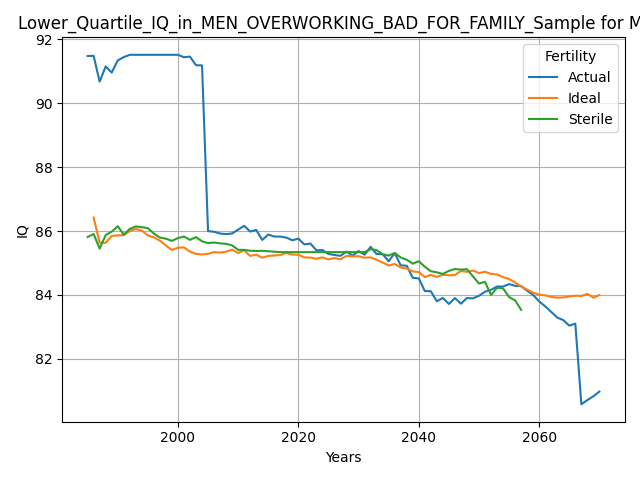 Lower_Quartile_IQ_in_MEN_OVERWORKING_BAD_FOR_FAMILY_Sample for M
92
90
88
86
84
82
IQ
2000
2020
2040
2060
Years
Fertility
Actual
Ideal
Sterile